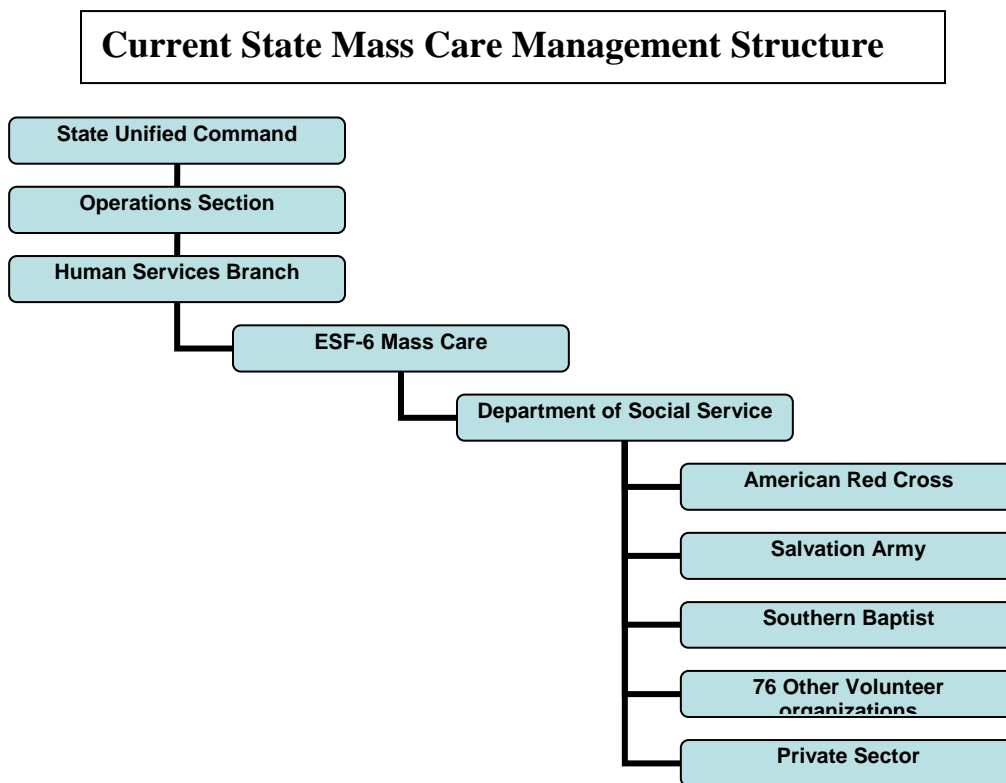 Current State Mass Care Management Structure
State Unified Command
Operations Section
Human Services Branch
ESF-6 Mass Care
Department of Social Service
American Red Cross
Salvation Army
Southern Baptist
76 Other Volunteer
organizations
Private Sector